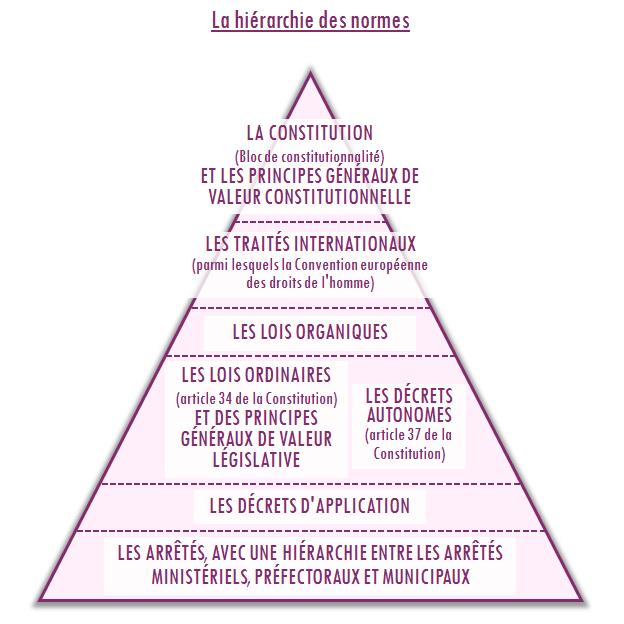 La hiérarchie des normes
LA CONSTITUTION
(Bloc de constitutionnalité)
ET LES PRINCIPES GÉNÉRAUX DE
VALEUR CONSTITUTIONNELLE
LES TRAITÉS INTERNATIONAUX
(parmi lesquels la Convention européenne
des droits de l'homme)
LES LOIS ORGANIQUES
LES LOIS ORDINAIRES
(article 34 de la Constitution)
ET DES PRINCIPES
GÉNÉRAUX DE VALEUR
LÉGISLATIVE
LES DÉCRETS
AUTONOMES
(article 37 de la
Constitution)
LES DÉCRETS D'APPLICATION
LES ARRÊTÉS, AVEC UNE HIÉRARCHIE ENTRE LES ARRÊTÉS
MINISTÉRIELS, PRÉFECTORAUX ET MUNICIPAUX